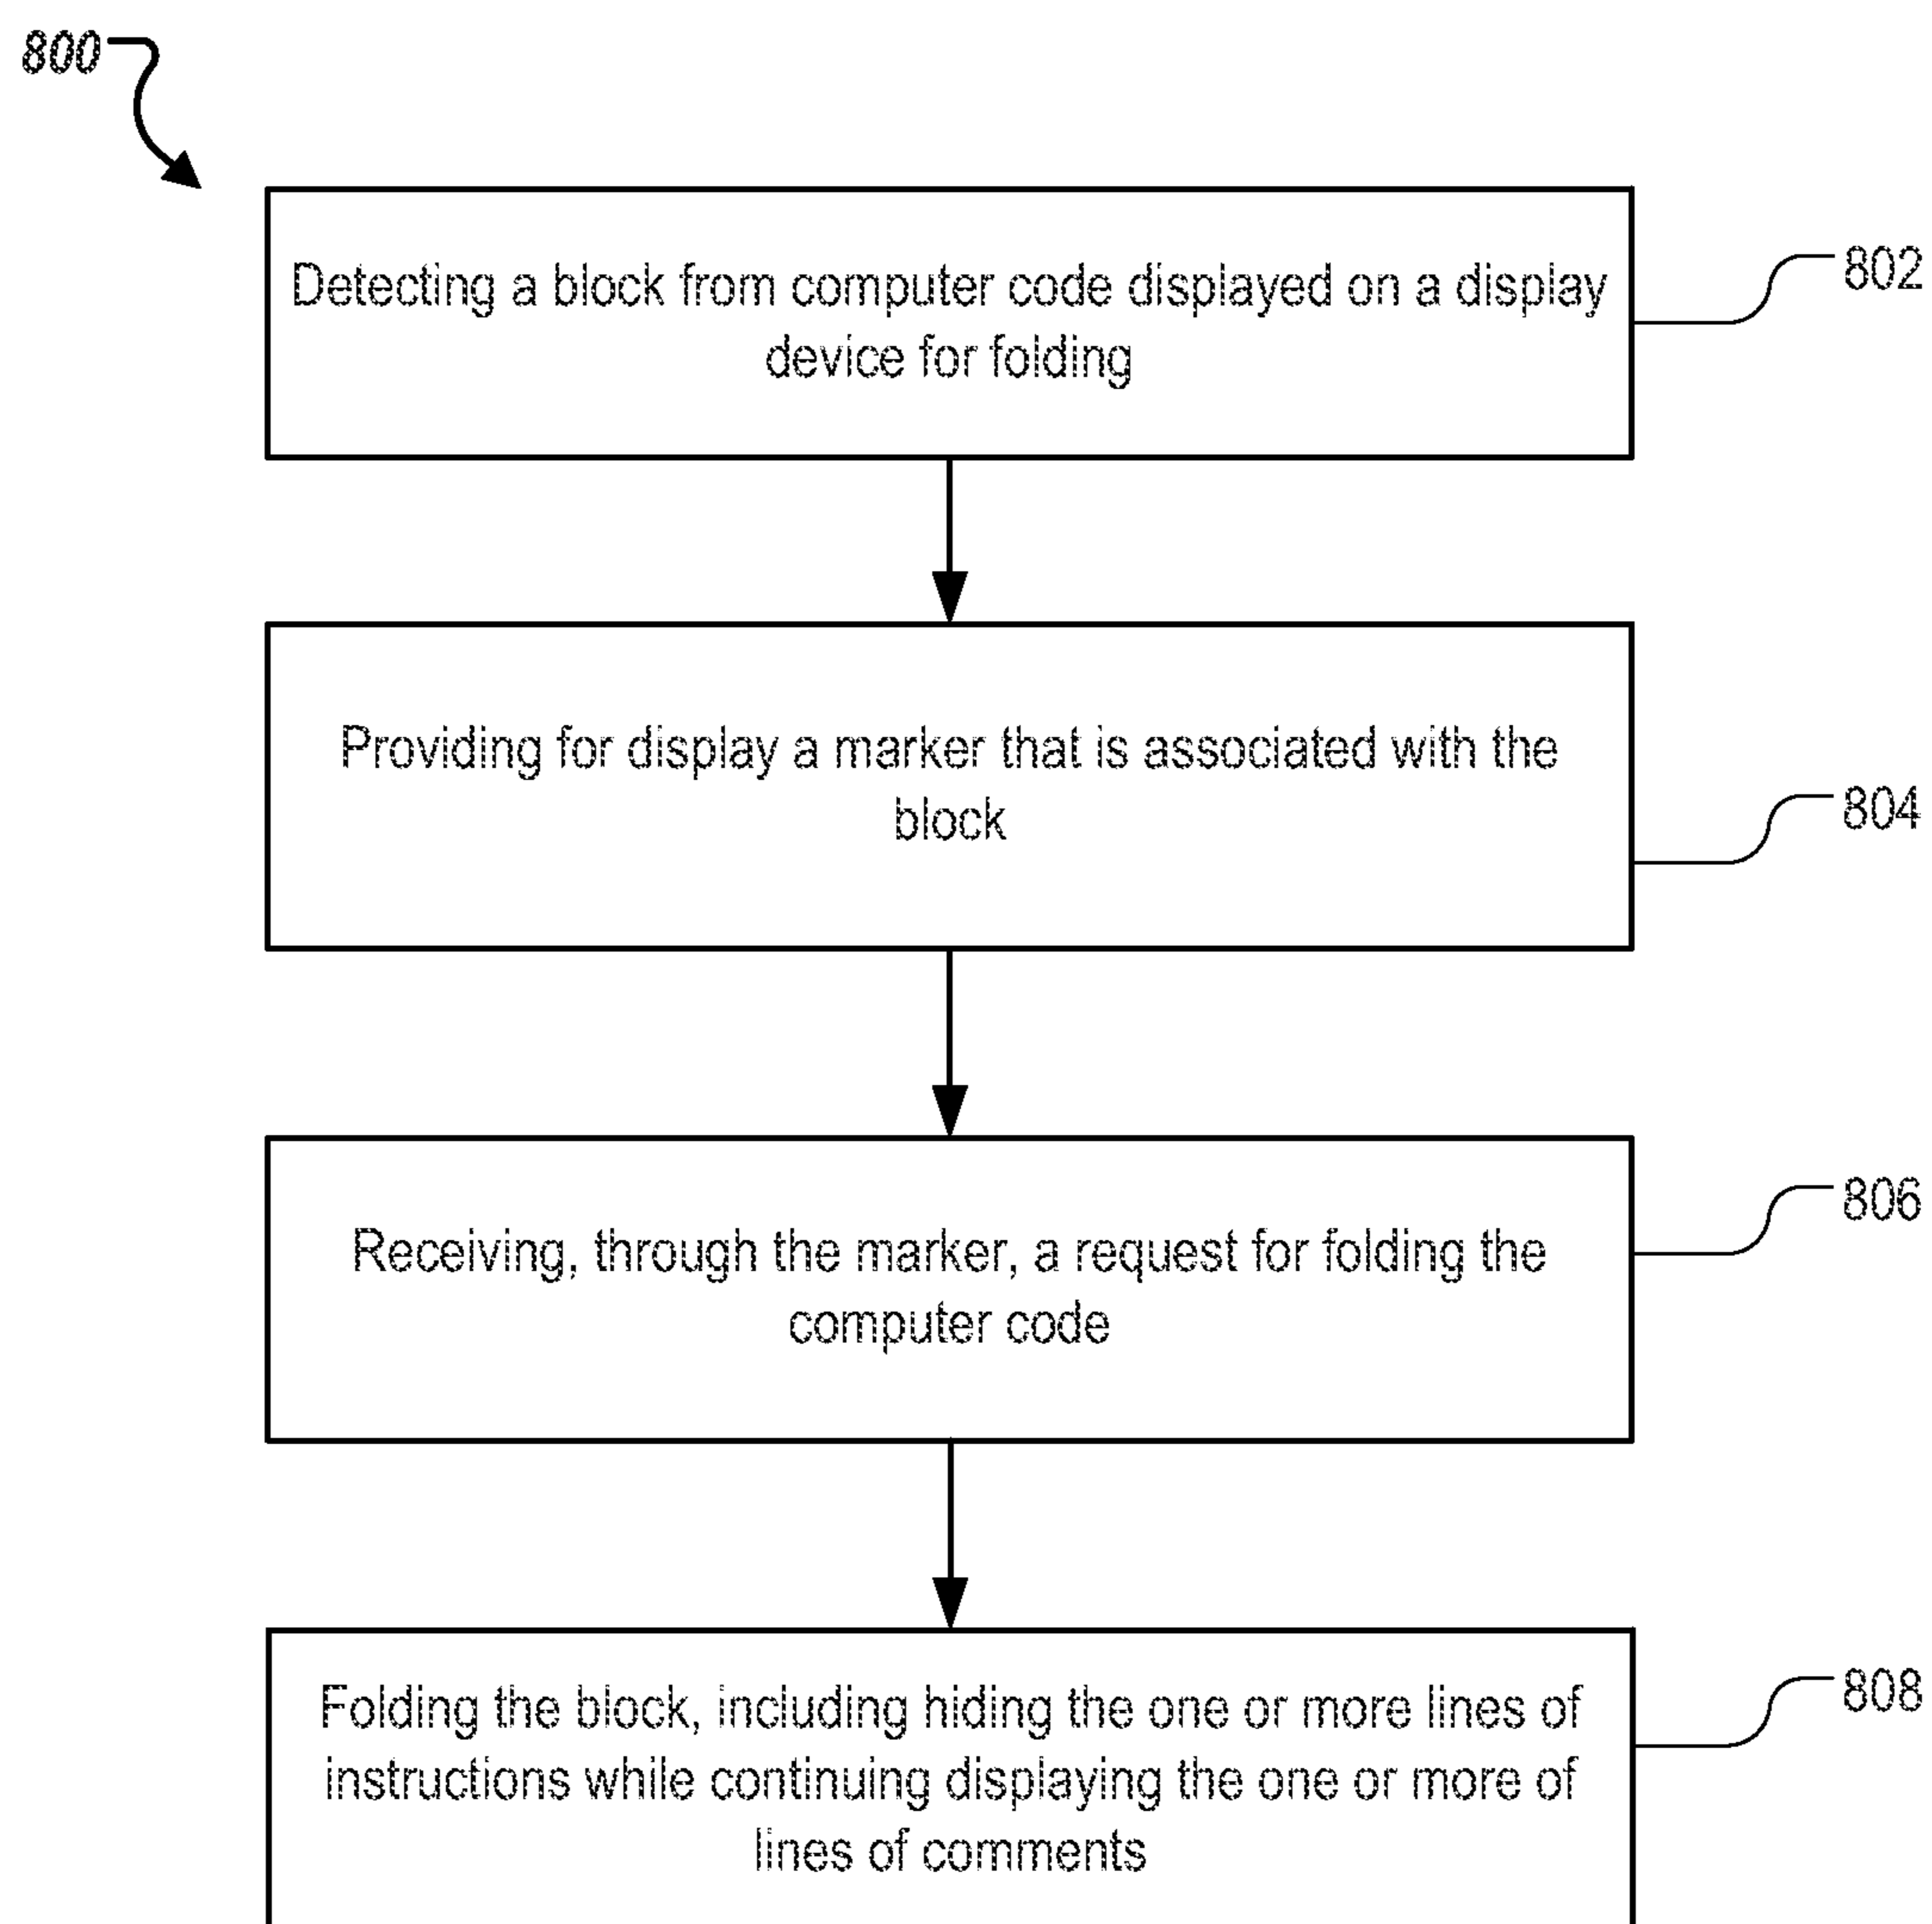 800
Detecting a block from computer code displayed on a display
device for folding
802
Providing for display a marker that is associated with the
block
804
Receiving, through the marker, a request for folding the
computer code
806
Folding the block, including hiding the one or more lines of
instructions while continuing displaying the one or more of
lines of comments
808